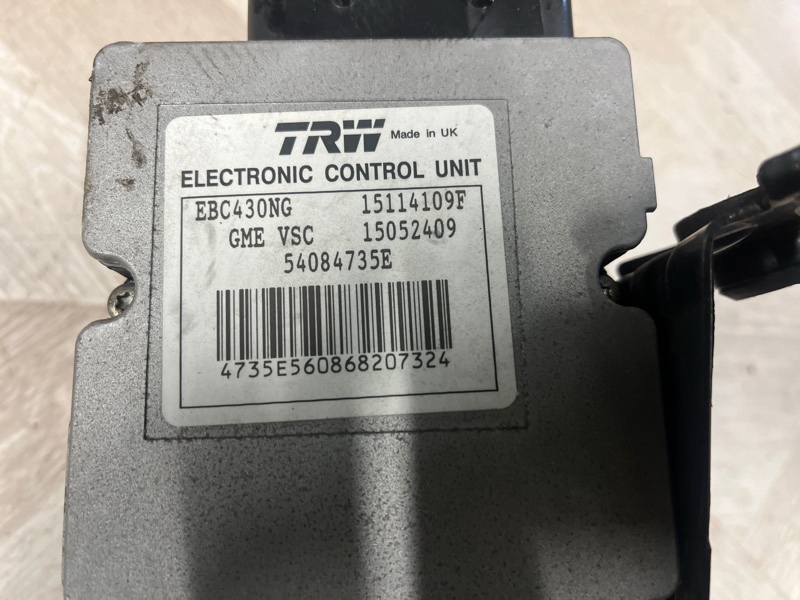 TRW Made in UK
ELECTRONIC CONTROL UNIT
EBC430NG 15114109F
GME VSC 15052409
54084735E
4735E560868207324